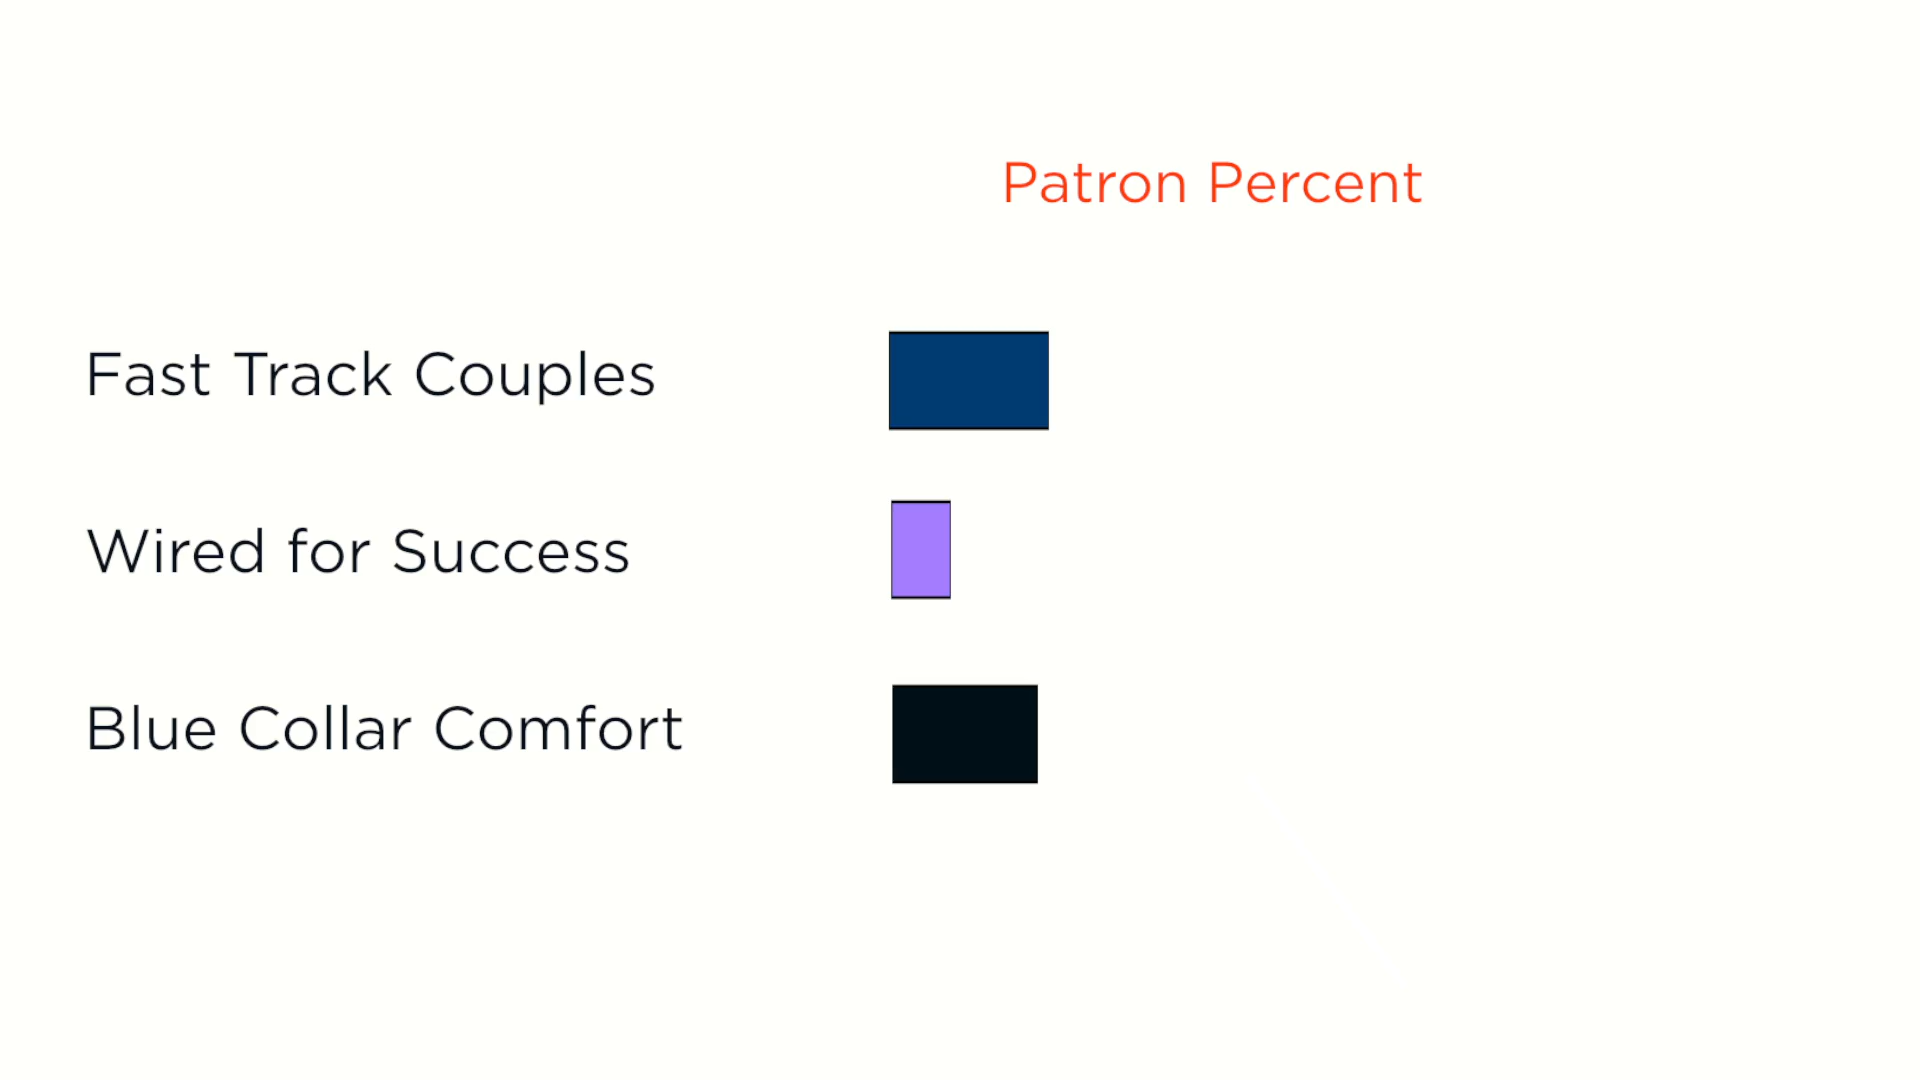 Patron Percent
Fast Track Couples
Wired for Success
Blue Collar Comfort